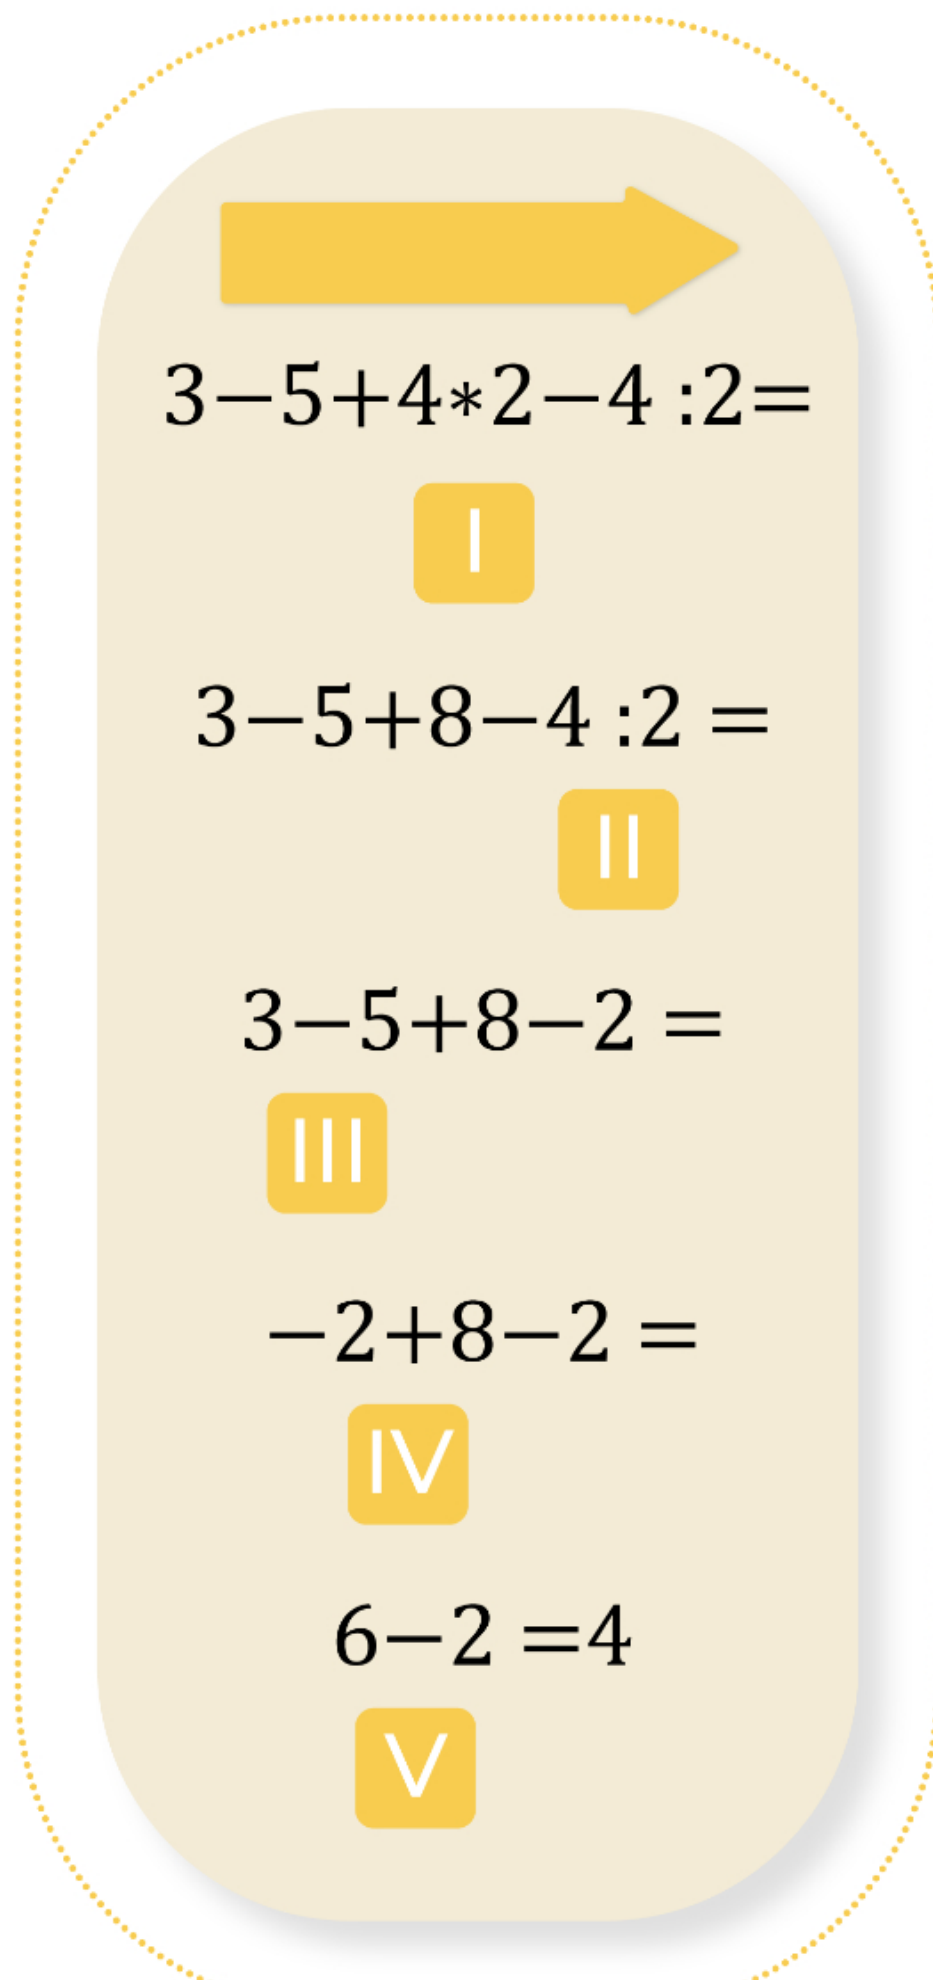 3−5+4∗2−4 :2=
I
3−5+8−4 :2 =
II
3−5+8−2 =
III
−2+8−2 =
IV
6−2 =4
V